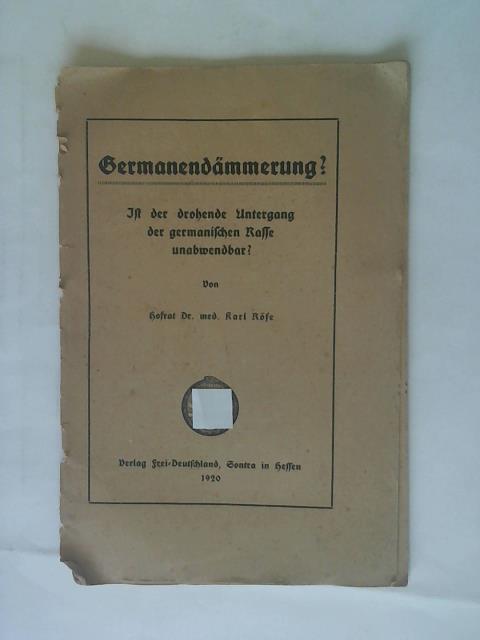 Germanendämmerung?
Ist der drohende Untergang
der germanischen Rasse
unabwendbar?
Von
Hofrat Dr. med. Karl Röse
Verlag Frei-Deutschland, Sontra in Hessen
1920